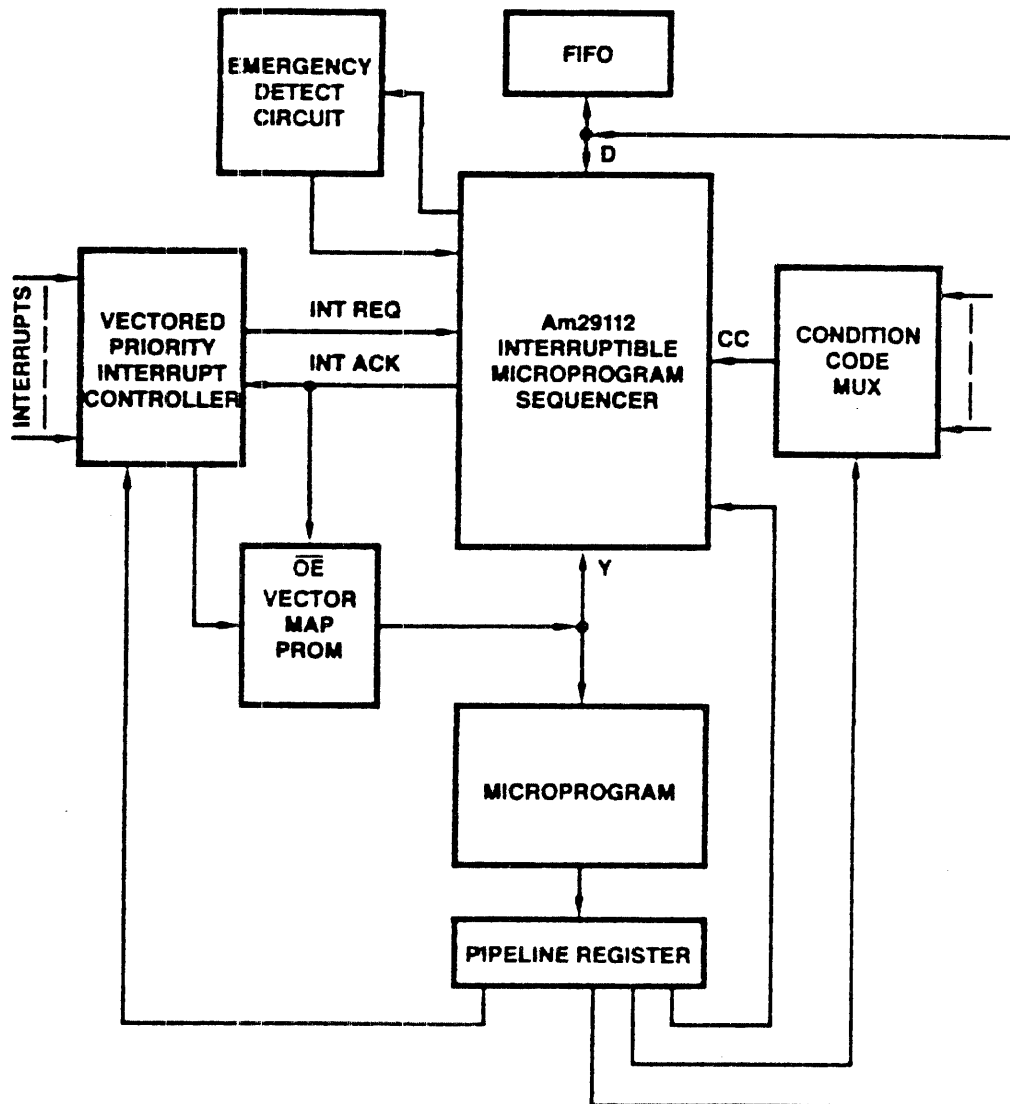 EMERGENCY
DETECT
CIRCUIT
FIFO
D
INTERRUPTS
VECTORED
PRIORITY
INTERRUPT
CONTROLLER
INT REQ
INT ACK
Am29112
INTERRUPTIBLE
MICROPROGRAM
SEQUENCER
CC
CONDITION
CODE
MUX
OE
VECTOR
MAP
PROM
Y
MICROPROGRAM
PIPELINE REGISTER